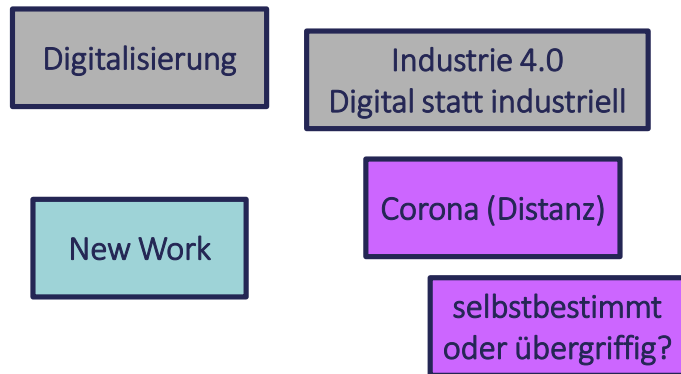 Digitalisierung
Industrie 4.0
Digital statt industriell
Corona (Distanz)
New Work
selbstbestimmt
oder übergriffig?